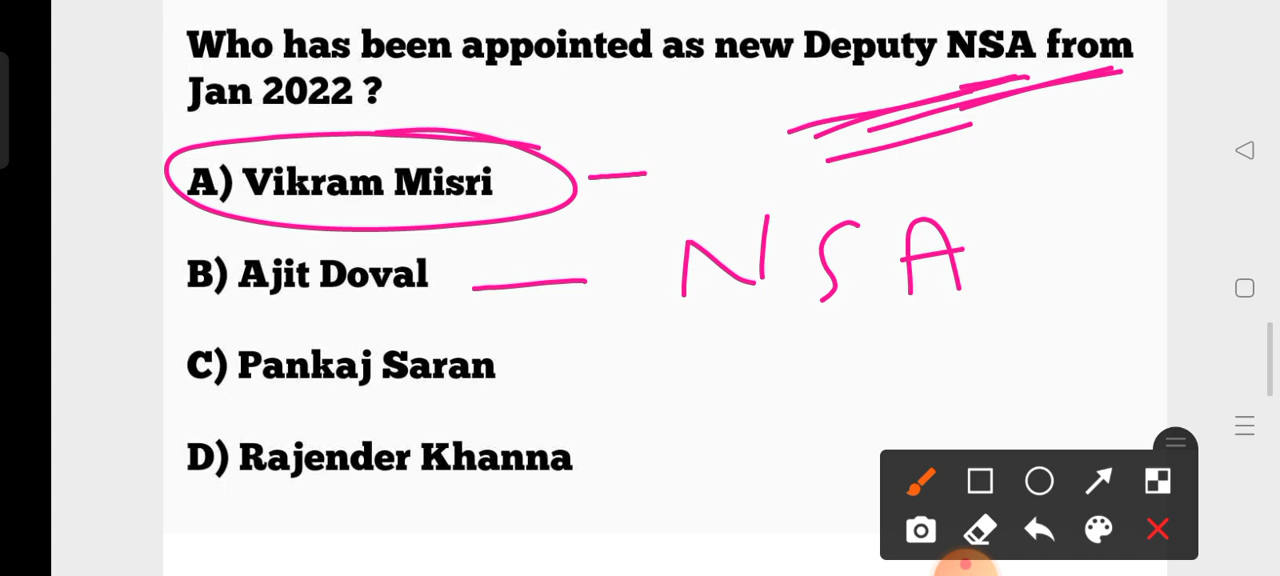 Who has been appointed as new Deputy NSA from
Jan 2022 ?
A) Vikram Misri
NSA
B) Ajit Doval
C) Pankaj Saran
D) Rajender Khanna